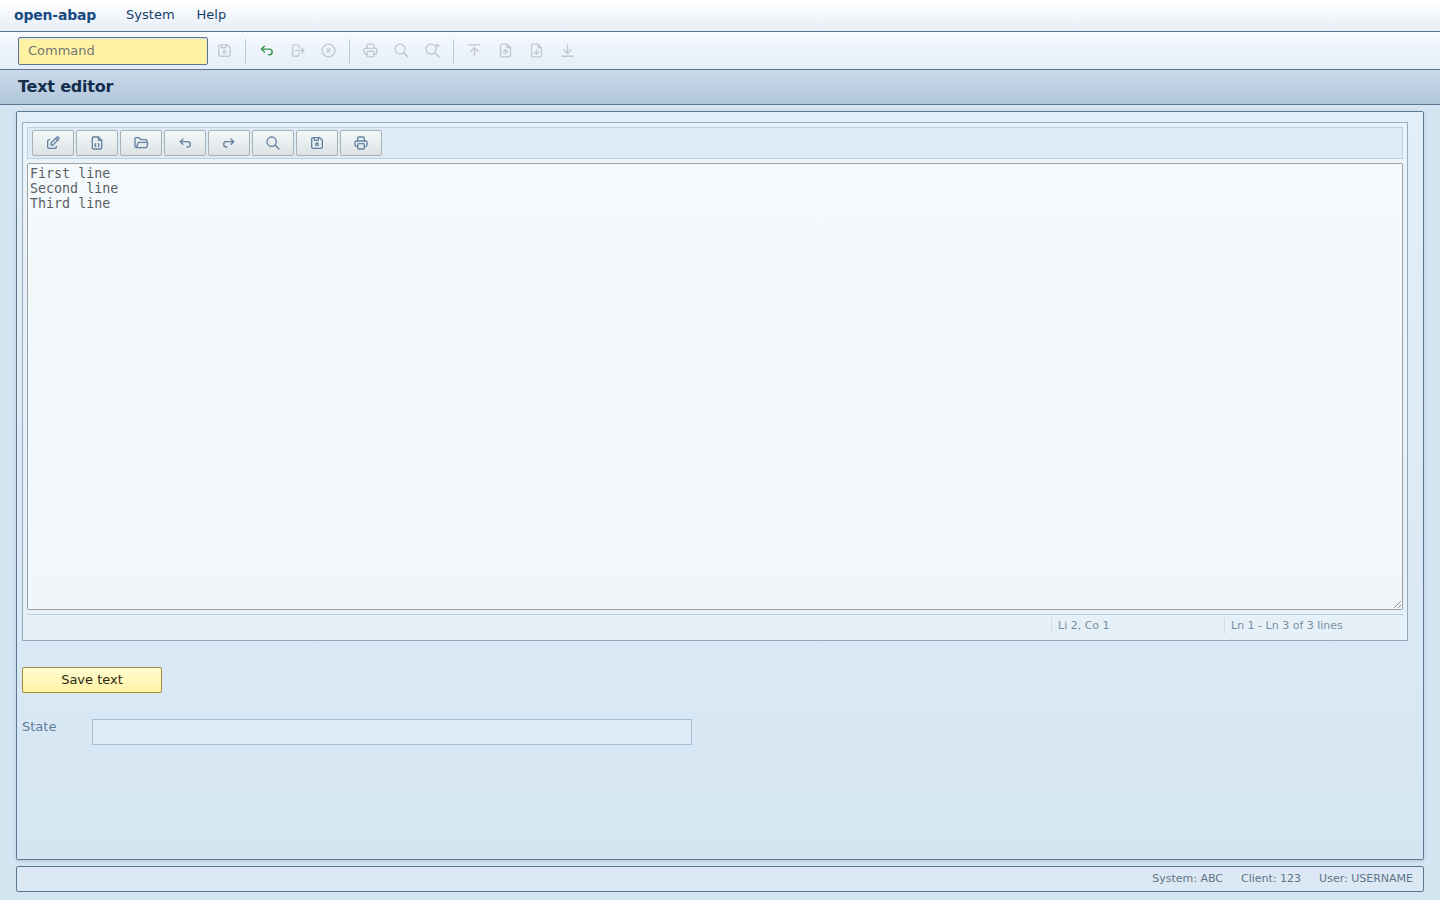 open-abap System Help
Command
Text editor
First line
Second line
Third line
Li 2, Co 1 Ln 1 - Ln 3 of 3 lines
Save text
State
System: ABC Client: 123 User: USERNAME